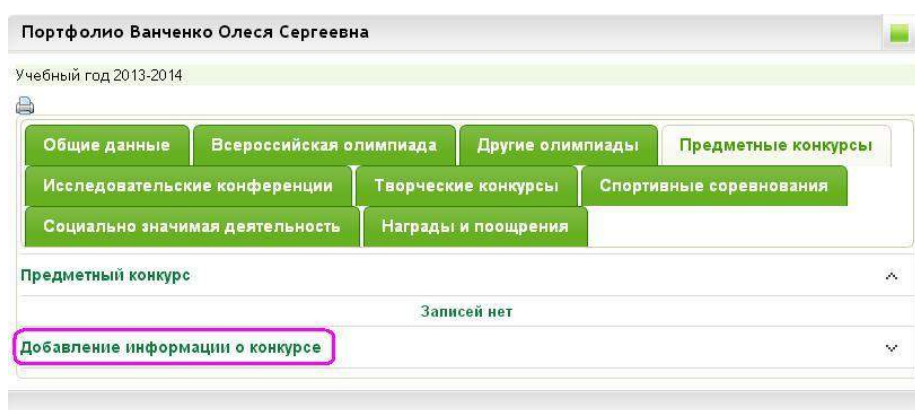 Портфолио Ванченко Олеся Сергеевна
Учебный год 2013-2014
Общие данные Всероссийская олимпиада Другие олимпиады Предметные конкурсы
Исследовательские конференции Творческие конкурсы Спортивные соревнования
Социально значимая деятельность Награды и поощрения
Предметный конкурс
Записей нет
Добавление информации о конкурсе